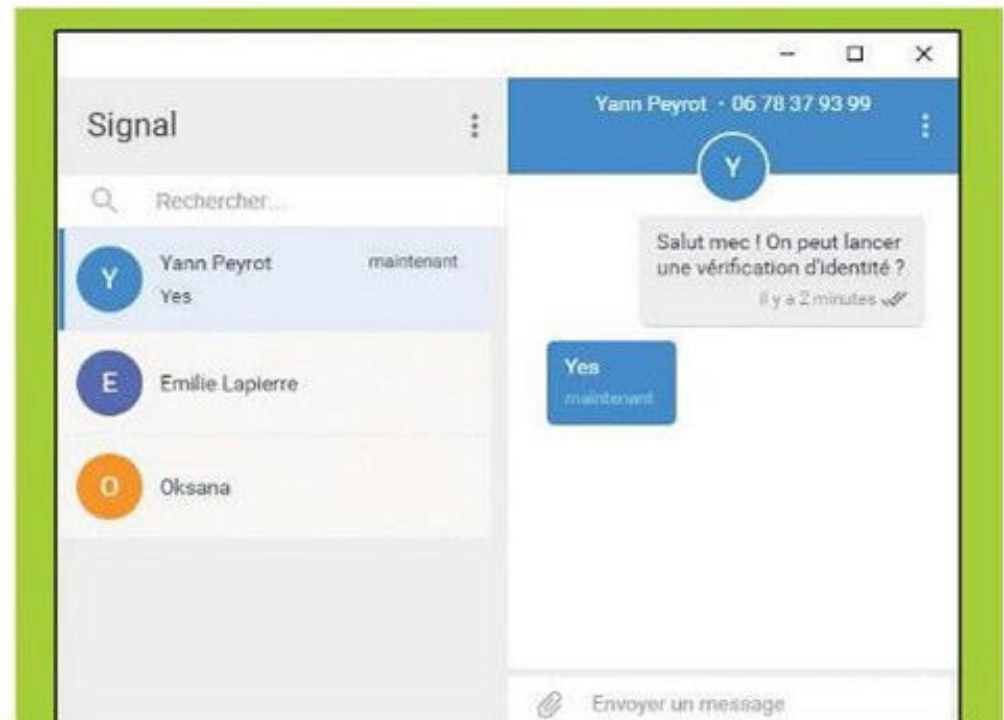 Signal
Rechercher...
Y
Yann Peyrot
maintenant
Yes
E
Emilie Lapierre
O
Oksana
Yann Peyrot · 06 78 37 93 99
Y
Salut mec ! On peut lancer
une vérification d'identité ?
il y a 2 minutes
Yes
maintenant
Envoyer un message